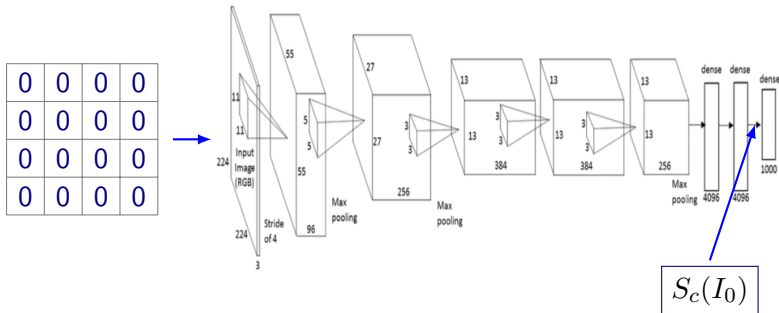 0 0 0 0
0 0 0 0
0 0 0 0
0 0 0 0
224
224
3
11
11
Input
Image
(RGB)
Stride
of 4
55
55
96
5
5
Max
pooling
27
27
256
3
3
Max
pooling
13
13
384
3
3
13
13
384
3
3
13
13
256
Max
pooling
dense
4096
dense
4096
dense
1000
S_c(I_0)